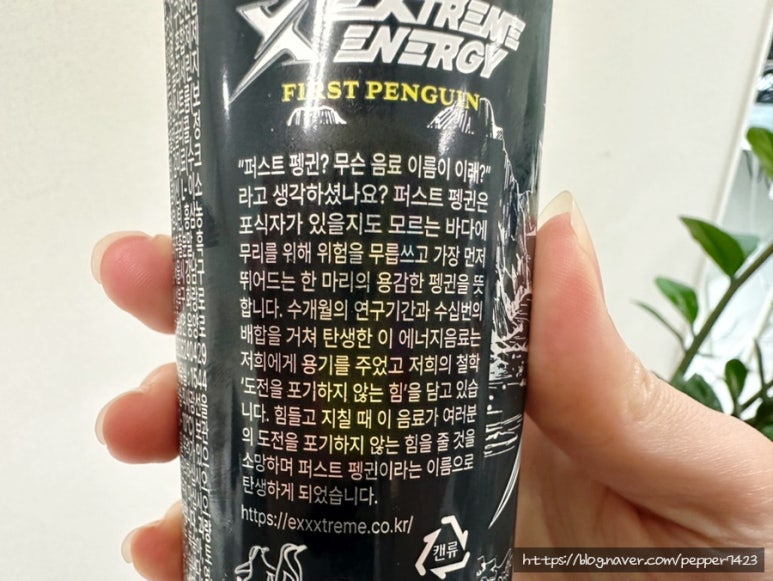 EXTREME
ENERGY
FIRST PENGUIN
“퍼스트 펭귄? 무슨 음료 이름이 이래?”
라고 생각하셨나요? 퍼스트 펭귄은
포식자가 있을지도 모르는 바다에
무리를 위해 위험을 무릅쓰고 가장 먼저
뛰어드는 한 마리의 용감한 펭귄을 뜻
합니다. 수개월의 연구기간과 수십번의
배합을 거쳐 탄생한 이 에너지음료는
저희에게 용기를 주었고 저희의 철학
‘도전을 포기하지 않는 힘’을 담고 있습
니다. 힘들고 지칠 때 이 음료가 여러분
의 도전을 포기하지 않는 힘을 줄 것을
소망하며 퍼스트 펭귄이라는 이름으로
탄생하게 되었습니다.
https://exxxtreme.co.kr/
캔류
https://blog.naver.com/pepper1423